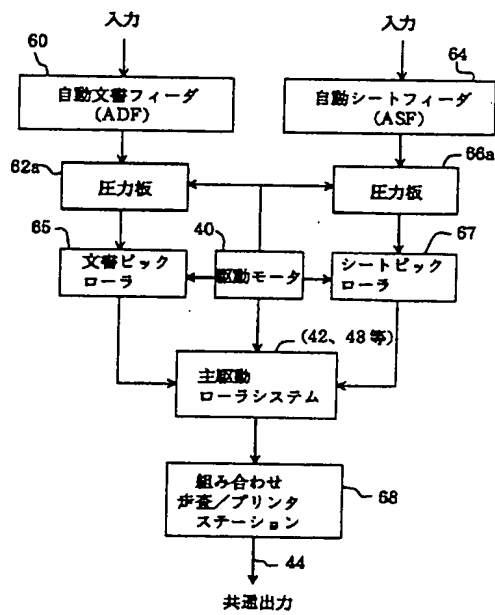 入力
入力
60
64
自動文書フィーダ
(ADF)
自動シートフィーダ
(ASF)
62a
66a
圧力板
圧力板
65
40
67
文書ピック
ローラ
駆動モータ
シートピック
ローラ
(42、43等)
主駆動
ローラシステム
組み合わせ
歩査／プリンタ
ステーション
68
44
共通出力